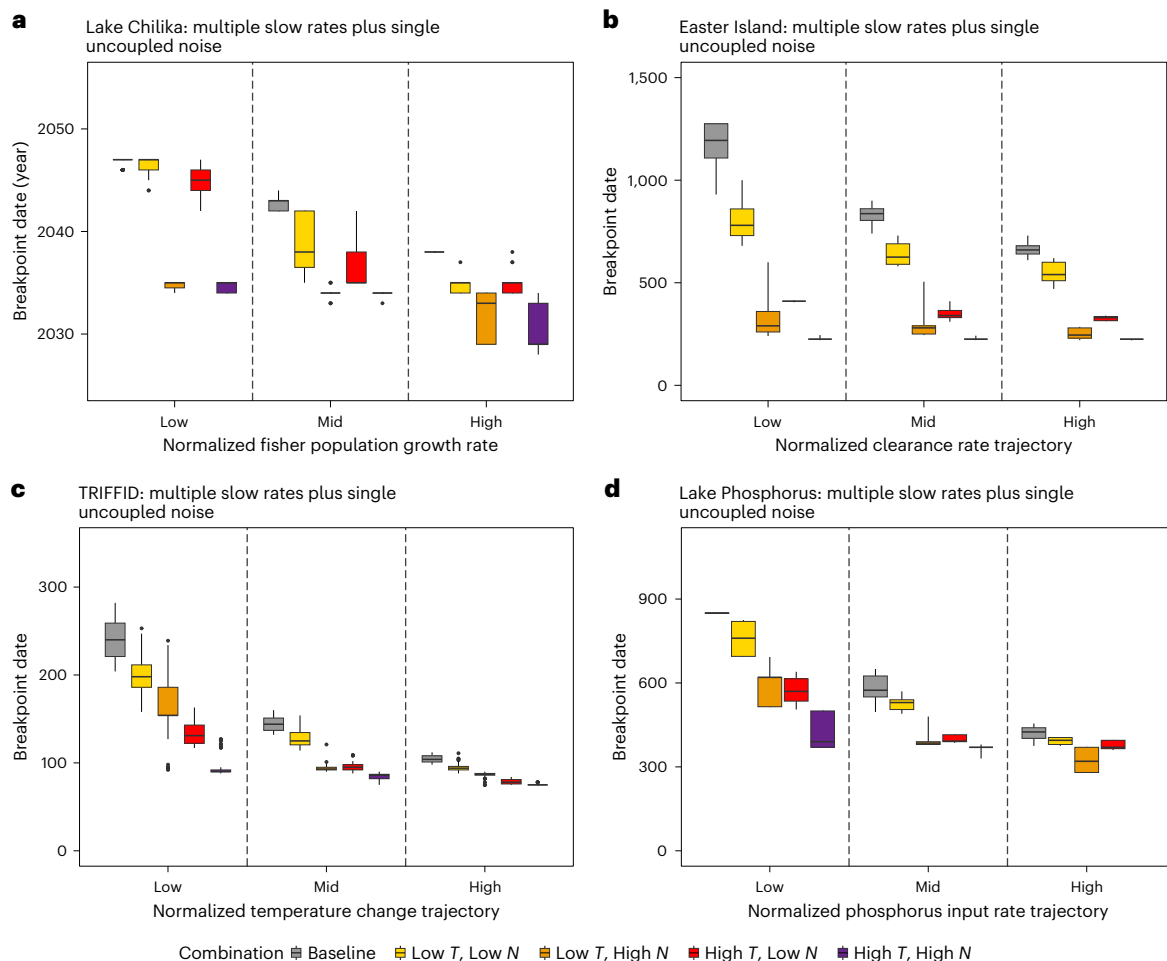 a
Lake Chilika: multiple slow rates plus single
uncoupled noise
Breakpoint date (year)
2050
2040
2030
Low
Mid
High
Normalized fisher population growth rate
b
Easter Island: multiple slow rates plus single
uncoupled noise
Breakpoint date
1,500
1,000
500
0
Low
Mid
High
Normalized clearance rate trajectory
c
TRIFFID: multiple slow rates plus single
uncoupled noise
Breakpoint date
300
200
100
0
Low
Mid
High
Normalized temperature change trajectory
d
Lake Phosphorus: multiple slow rates plus single
uncoupled noise
Breakpoint date
900
600
300
0
Low
Mid
High
Normalized phosphorus input rate trajectory
Combination Baseline Low T, Low N Low T, High N High T, Low N High T, High N